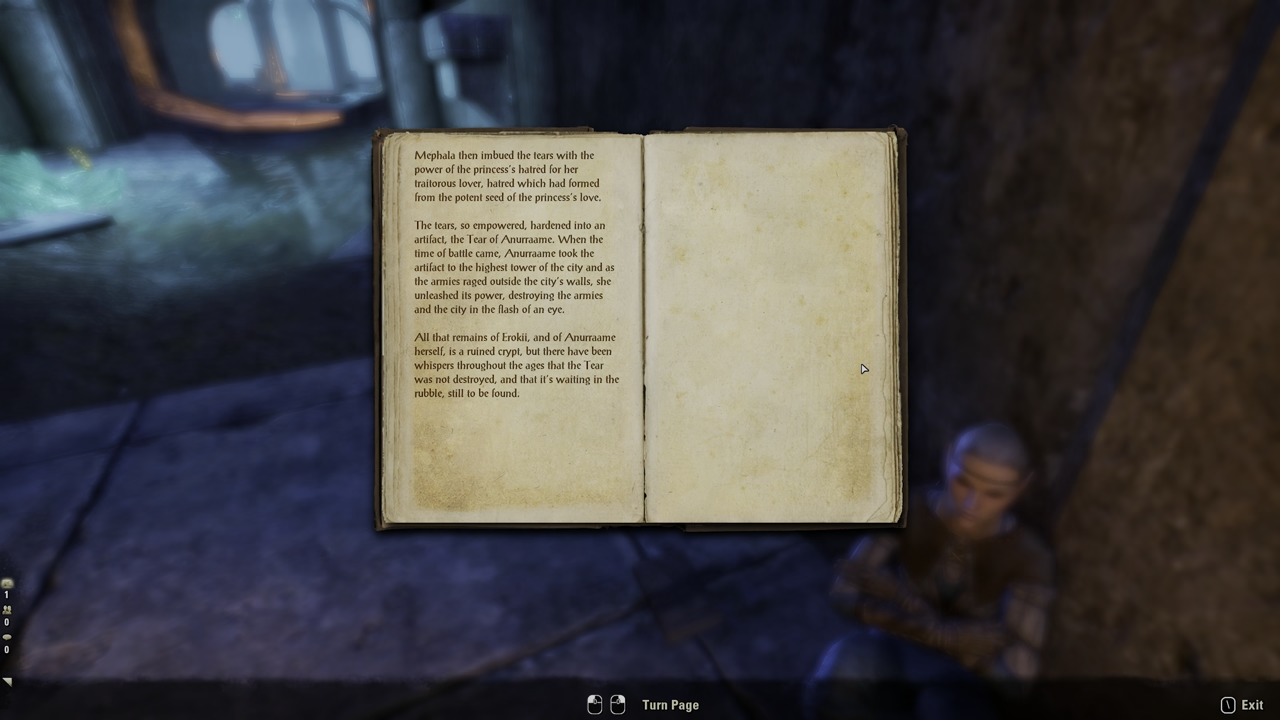 Mephala then imbued the tears with the
power of the princess's hatred for her
traitorous lover, hatred which had formed
from the potent seed of the princess's love.
The tears, so empowered, hardened into an
artifact, the Tear of Anurraame. When the
time of battle came, Anurraame took the
artifact to the highest tower of the city and as
the armies raged outside the city's walls, she
unleashed its power, destroying the armies
and the city in the flash of an eye.
All that remains of Erokii, and of Anurraame
herself, is a ruined crypt, but there have been
whispers throughout the ages that the Tear
was not destroyed, and that it's waiting in the
rubble, still to be found.
1
0
0
Turn Page
\ Exit